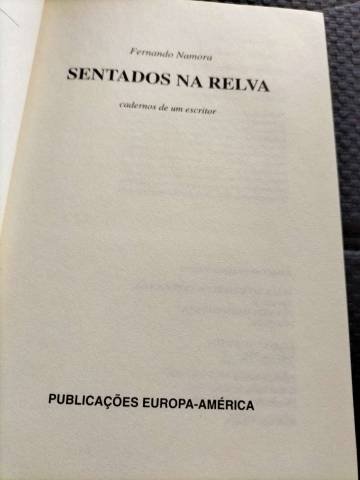 Fernando Namora
SENTADOS NA RELVA
cadernos de um escritor
PUBLICAÇÕES EUROPA-AMÉRICA